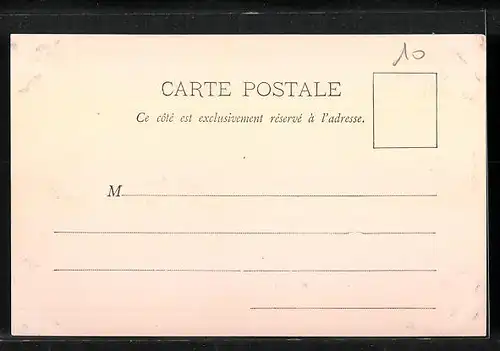 10
CARTE POSTALE
Ce côté est exclusivement réservé à l'adresse.
M